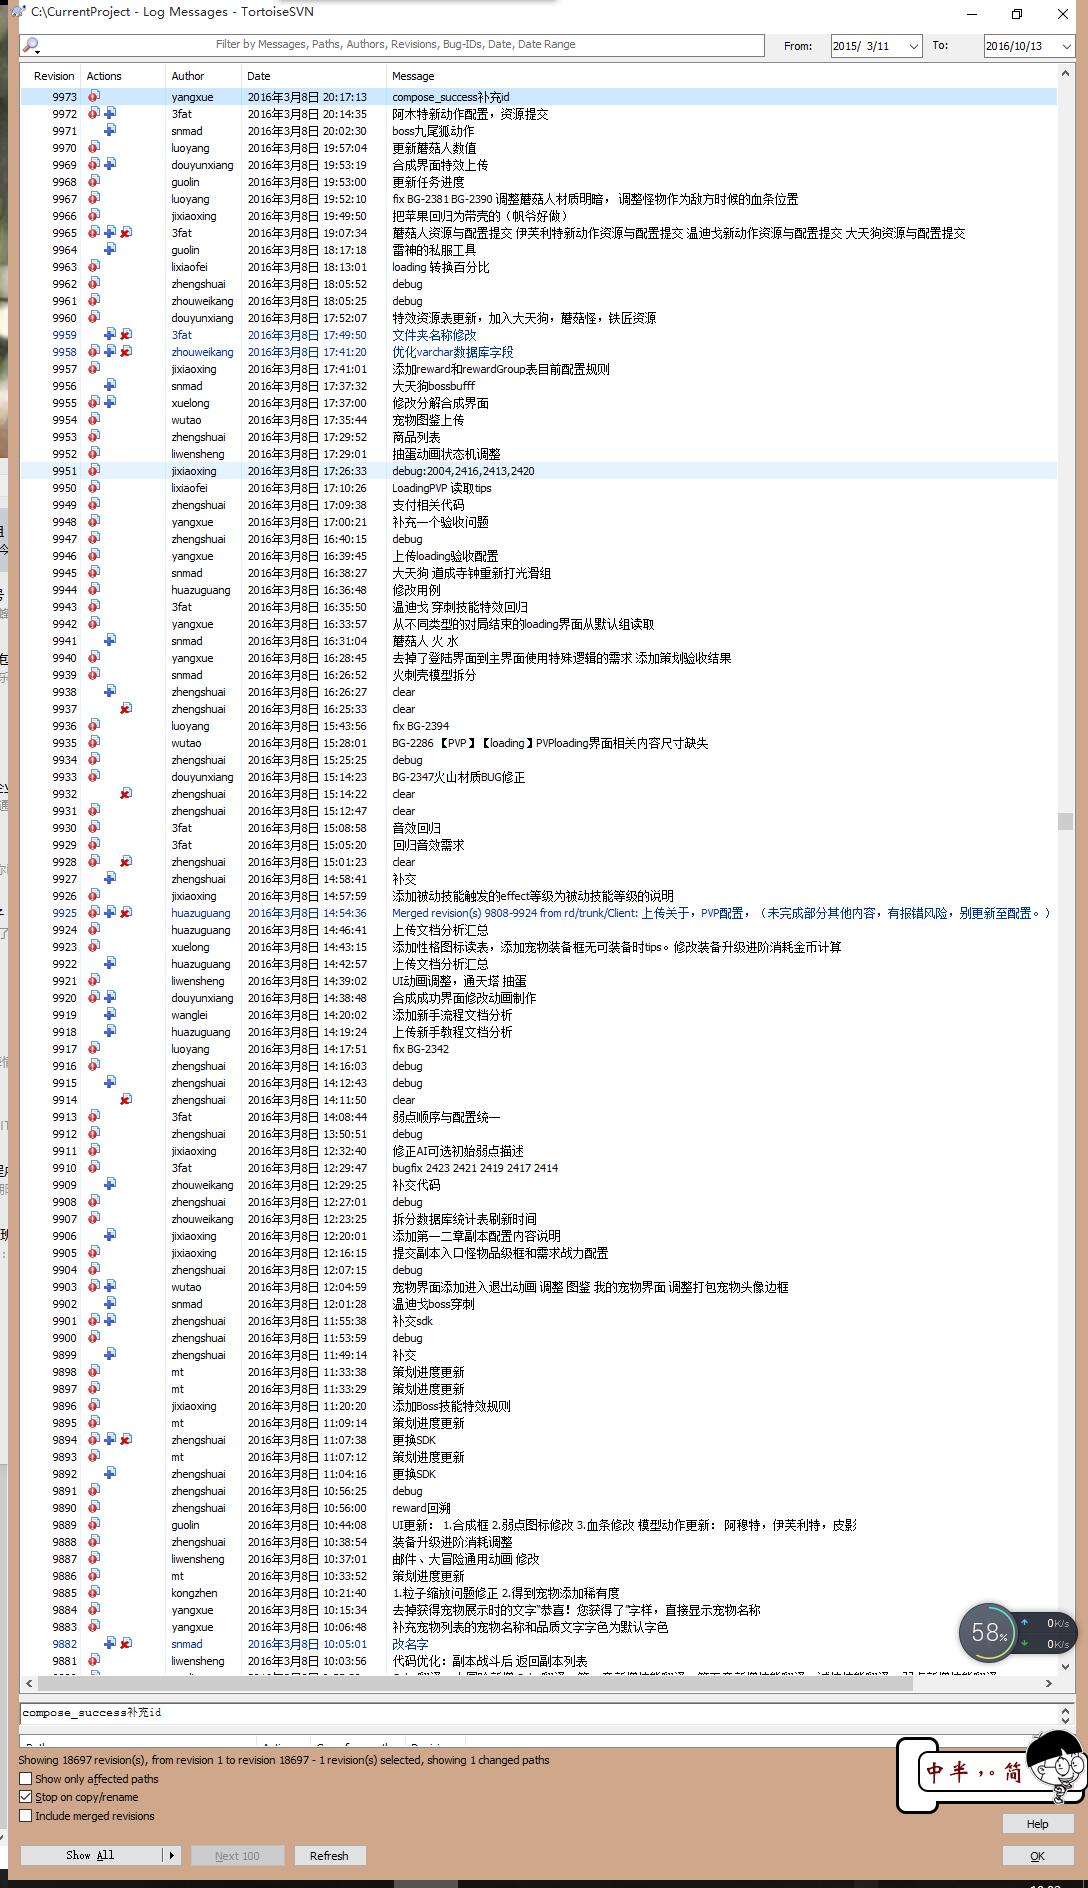 C:\CurrentProject - Log Messages - TortoiseSVN
Filter by Messages, Paths, Authors, Revisions, Bug-IDs, Date, Date Range From: 2015/ 3/11 To: 2016/10/13
Revision Actions Author Date Message
9973 yangxue 2016年3月8日 20:17:13 compose_success补充id
9972 3fat 2016年3月8日 20:14:35 阿木特新动作配置，资源提交
9971 snmad 2016年3月8日 20:02:30 boss九尾狐动作
9970 luoyang 2016年3月8日 19:57:04 更新蘑菇人数值
9969 douyunxiang 2016年3月8日 19:53:19 合成界面特效上传
9968 guolin 2016年3月8日 19:53:00 更新任务进度
9967 luoyang 2016年3月8日 19:52:10 fix BG-2381 BG-2390 调整蘑菇人材质明暗， 调整怪物作为敌方时候的血条位置
9966 jixiaoxing 2016年3月8日 19:49:50 把苹果回归为带壳的（帆爷好做）
9965 3fat 2016年3月8日 19:07:34 蘑菇人资源与配置提交 伊芙利特新动作资源与配置提交 温迪戈新动作资源与配置提交 大天狗资源与配置提交
9964 guolin 2016年3月8日 18:17:18 雷神的私服工具
9963 lixiaofei 2016年3月8日 18:13:01 loading 转换百分比
9962 zhengshuai 2016年3月8日 18:05:52 debug
9961 zhouweikang 2016年3月8日 18:05:25 debug
9960 douyunxiang 2016年3月8日 17:52:07 特效资源表更新，加入大天狗，蘑菇怪，铁匠资源
9959 3fat 2016年3月8日 17:49:50 文件夹名称修改
9958 zhouweikang 2016年3月8日 17:41:20 优化varchar数据库字段
9957 jixiaoxing 2016年3月8日 17:41:01 添加reward和rewardGroup表目前配置规则
9956 snmad 2016年3月8日 17:37:32 大天狗bossbufff
9955 xuelong 2016年3月8日 17:37:00 修改分解合成界面
9954 wutao 2016年3月8日 17:35:44 宠物图鉴上传
9953 zhengshuai 2016年3月8日 17:29:52 商品列表
9952 liwensheng 2016年3月8日 17:29:01 抽蛋动画状态机调整
9951 jixiaoxing 2016年3月8日 17:26:33 debug:2004,2416,2413,2420
9950 lixiaofei 2016年3月8日 17:10:26 LoadingPVP 读取tips
9949 zhengshuai 2016年3月8日 17:09:38 支付相关代码
9948 yangxue 2016年3月8日 17:00:21 补充一个验收问题
9947 zhengshuai 2016年3月8日 16:40:15 debug
9946 yangxue 2016年3月8日 16:39:45 上传loading验收配置
9945 snmad 2016年3月8日 16:38:27 大天狗 道成寺钟重新打光滑组
9944 huazuguang 2016年3月8日 16:36:48 修改用例
9943 3fat 2016年3月8日 16:35:50 温迪戈 穿刺技能特效回归
9942 yangxue 2016年3月8日 16:33:57 从不同类型的对局结束的loading界面从默认组读取
9941 snmad 2016年3月8日 16:31:04 蘑菇人 火 水
9940 yangxue 2016年3月8日 16:28:45 去掉了登陆界面到主界面使用特殊逻辑的需求 添加策划验收结果
9939 snmad 2016年3月8日 16:26:52 火刺壳模型拆分
9938 zhengshuai 2016年3月8日 16:26:27 clear
9937 zhengshuai 2016年3月8日 16:25:33 clear
9936 luoyang 2016年3月8日 15:43:56 fix BG-2394
9935 wutao 2016年3月8日 15:28:01 BG-2286 【PVP】【loading】PVPloading界面相关内容尺寸缺失
9934 zhengshuai 2016年3月8日 15:25:25 debug
9933 douyunxiang 2016年3月8日 15:14:23 BG-2347火山材质BUG修正
9932 zhengshuai 2016年3月8日 15:14:22 clear
9931 zhengshuai 2016年3月8日 15:12:47 clear
9930 3fat 2016年3月8日 15:08:58 音效回归
9929 3fat 2016年3月8日 15:05:20 回归音效需求
9928 zhengshuai 2016年3月8日 15:01:23 clear
9927 zhengshuai 2016年3月8日 14:58:41 补交
9926 jixiaoxing 2016年3月8日 14:57:59 添加被动技能触发的effect等级为被动技能等级的说明
9925 huazuguang 2016年3月8日 14:54:36 Merged revision(s) 9808-9924 from rd/trunk/Client: 上传关于，PVP配置，（未完成部分其他内容，有报错风险，别更新至配置。）
9924 huazuguang 2016年3月8日 14:46:41 上传文档分析汇总
9923 xuelong 2016年3月8日 14:43:15 添加性格图标读表，添加宠物装备框无可装备时tips。修改装备升级进阶消耗金币计算
9922 huazuguang 2016年3月8日 14:42:57 上传文档分析汇总
9921 liwensheng 2016年3月8日 14:39:02 UI动画调整，通天塔 抽蛋
9920 douyunxiang 2016年3月8日 14:38:48 合成成功界面修改动画制作
9919 wanglei 2016年3月8日 14:20:02 添加新手流程文档分析
9918 huazuguang 2016年3月8日 14:19:24 上传新手教程文档分析
9917 luoyang 2016年3月8日 14:17:51 fix BG-2342
9916 zhengshuai 2016年3月8日 14:16:03 debug
9915 zhengshuai 2016年3月8日 14:12:43 debug
9914 zhengshuai 2016年3月8日 14:11:50 clear
9913 3fat 2016年3月8日 14:08:44 弱点顺序与配置统一
9912 zhengshuai 2016年3月8日 13:50:51 debug
9911 jixiaoxing 2016年3月8日 12:32:40 修正AI可选初始弱点描述
9910 3fat 2016年3月8日 12:29:47 bugfix 2423 2421 2419 2417 2414
9909 zhouweikang 2016年3月8日 12:29:25 补交代码
9908 zhengshuai 2016年3月8日 12:27:01 debug
9907 zhouweikang 2016年3月8日 12:23:25 拆分数据库统计表刷新时间
9906 jixiaoxing 2016年3月8日 12:20:01 添加第一二章副本配置内容说明
9905 jixiaoxing 2016年3月8日 12:16:15 提交副本入口怪物品级框和需求战力配置
9904 zhengshuai 2016年3月8日 12:07:15 debug
9903 wutao 2016年3月8日 12:04:59 宠物界面添加进入退出动画 调整 图鉴 我的宠物界面 调整打包宠物头像边框
9902 snmad 2016年3月8日 12:01:28 温迪戈boss穿刺
9901 zhengshuai 2016年3月8日 11:55:38 补交sdk
9900 zhengshuai 2016年3月8日 11:53:59 debug
9899 zhengshuai 2016年3月8日 11:49:14 补交
9898 mt 2016年3月8日 11:33:38 策划进度更新
9897 mt 2016年3月8日 11:33:29 策划进度更新
9896 jixiaoxing 2016年3月8日 11:20:20 添加Boss技能特效规则
9895 mt 2016年3月8日 11:09:14 策划进度更新
9894 zhengshuai 2016年3月8日 11:07:38 更换SDK
9893 mt 2016年3月8日 11:07:12 策划进度更新
9892 zhengshuai 2016年3月8日 11:04:16 更换SDK
9891 zhengshuai 2016年3月8日 10:56:25 debug
9890 zhengshuai 2016年3月8日 10:56:00 reward回溯
9889 guolin 2016年3月8日 10:44:08 UI更新： 1.合成框 2.弱点图标修改 3.血条修改 模型动作更新： 阿穆特，伊芙利特，皮影
9888 zhengshuai 2016年3月8日 10:38:54 装备升级进阶消耗调整
9887 liwensheng 2016年3月8日 10:37:01 邮件、大冒险通用动画 修改
9886 mt 2016年3月8日 10:33:52 策划进度更新
9885 kongzhen 2016年3月8日 10:21:40 1.粒子缩放问题修正 2.得到宠物添加稀有度
9884 yangxue 2016年3月8日 10:15:34 去掉获得宠物展示时的文字“恭喜！您获得了”字样，直接显示宠物名称
9883 yangxue 2016年3月8日 10:06:48 补充宠物列表的宠物名称和品质文字字色为默认字色
9882 snmad 2016年3月8日 10:05:01 改名字
liwensheng 2016年3月8日 10:03:56 代码优化：副本战斗后 返回副本列表
58% 0K/s
0K/s
compose_success补充id
Showing 18697 revision(s), from revision 1 to revision 18697 - 1 revision(s) selected, showing 1 changed paths
Show only affected paths
Stop on copy/rename
Include merged revisions
中半，。简
Help
Show All Next 100 Refresh OK